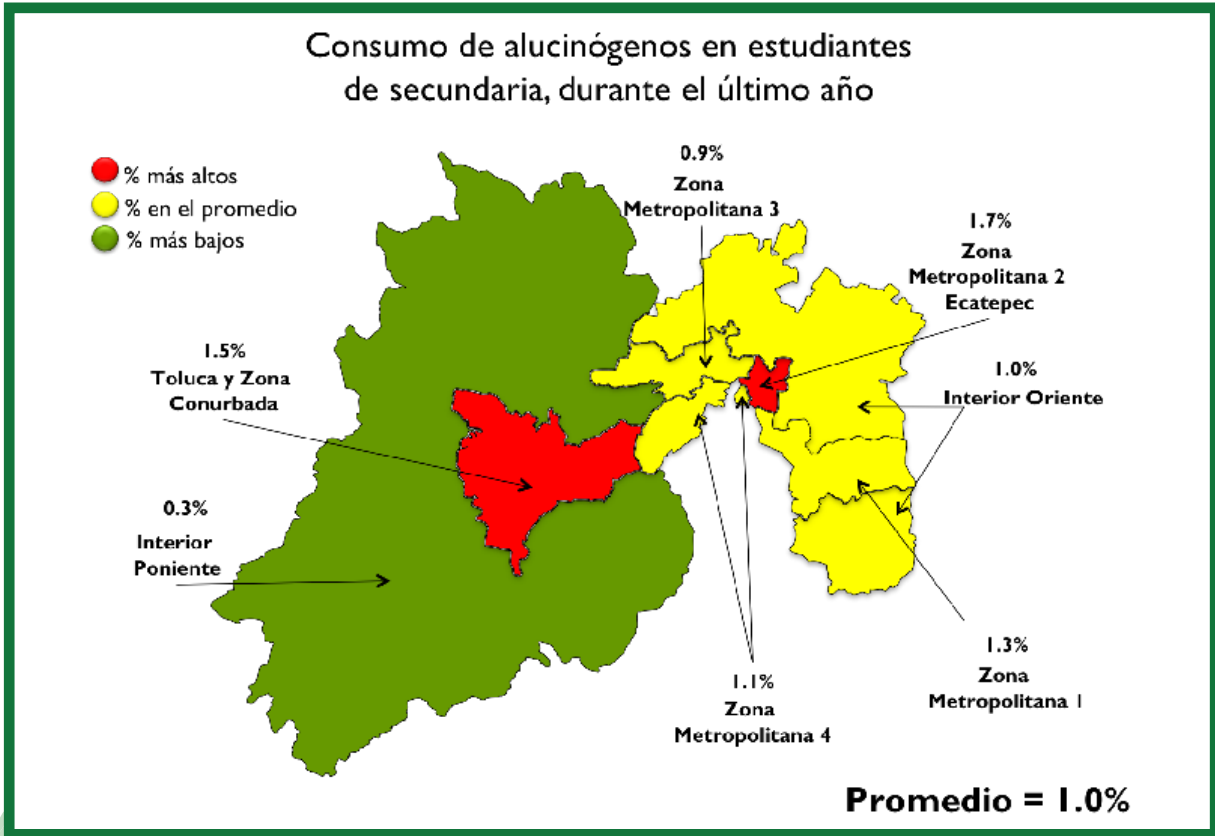 Consumo de alucinógenos en estudiantes
de secundaria, durante el último año
% más altos
% en el promedio
% más bajos
0.9%
Zona
Metropolitana 3
1.7%
Zona
Metropolitana 2
Ecatepec
1.5%
Toluca y Zona
Conurbada
1.0%
Interior Oriente
0.3%
Interior
Poniente
1.3%
Zona
Metropolitana 1
1.1%
Zona
Metropolitana 4
Promedio = 1.0%